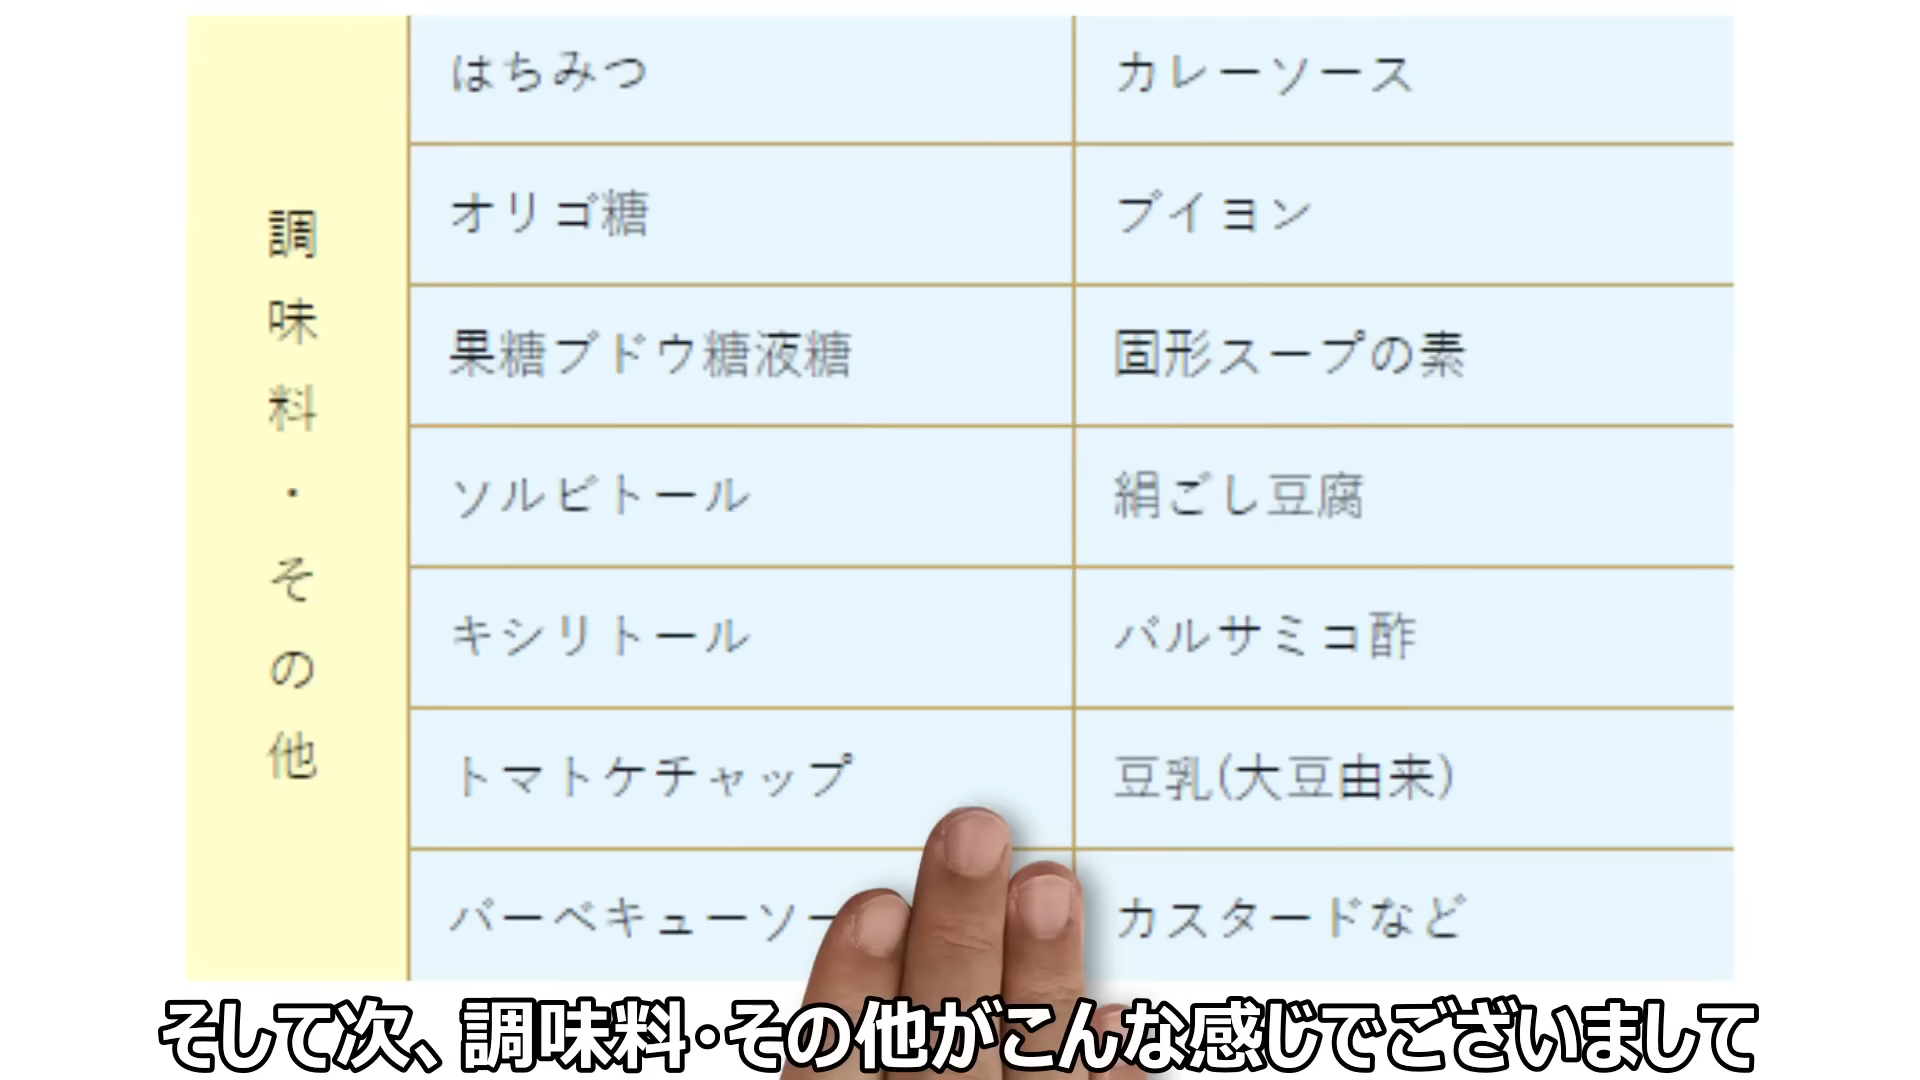 調味料・その他
はちみつ
カレーソース
オリゴ糖
ブイヨン
果糖ブドウ糖液糖
固形スープの素
ソルビトール
絹ごし豆腐
キシリトール
バルサミコ酢
トマトケチャップ
豆乳(大豆由来)
バーベキューソー
カスタードなど
そして次、調味料・その他がこんな感じでございまして